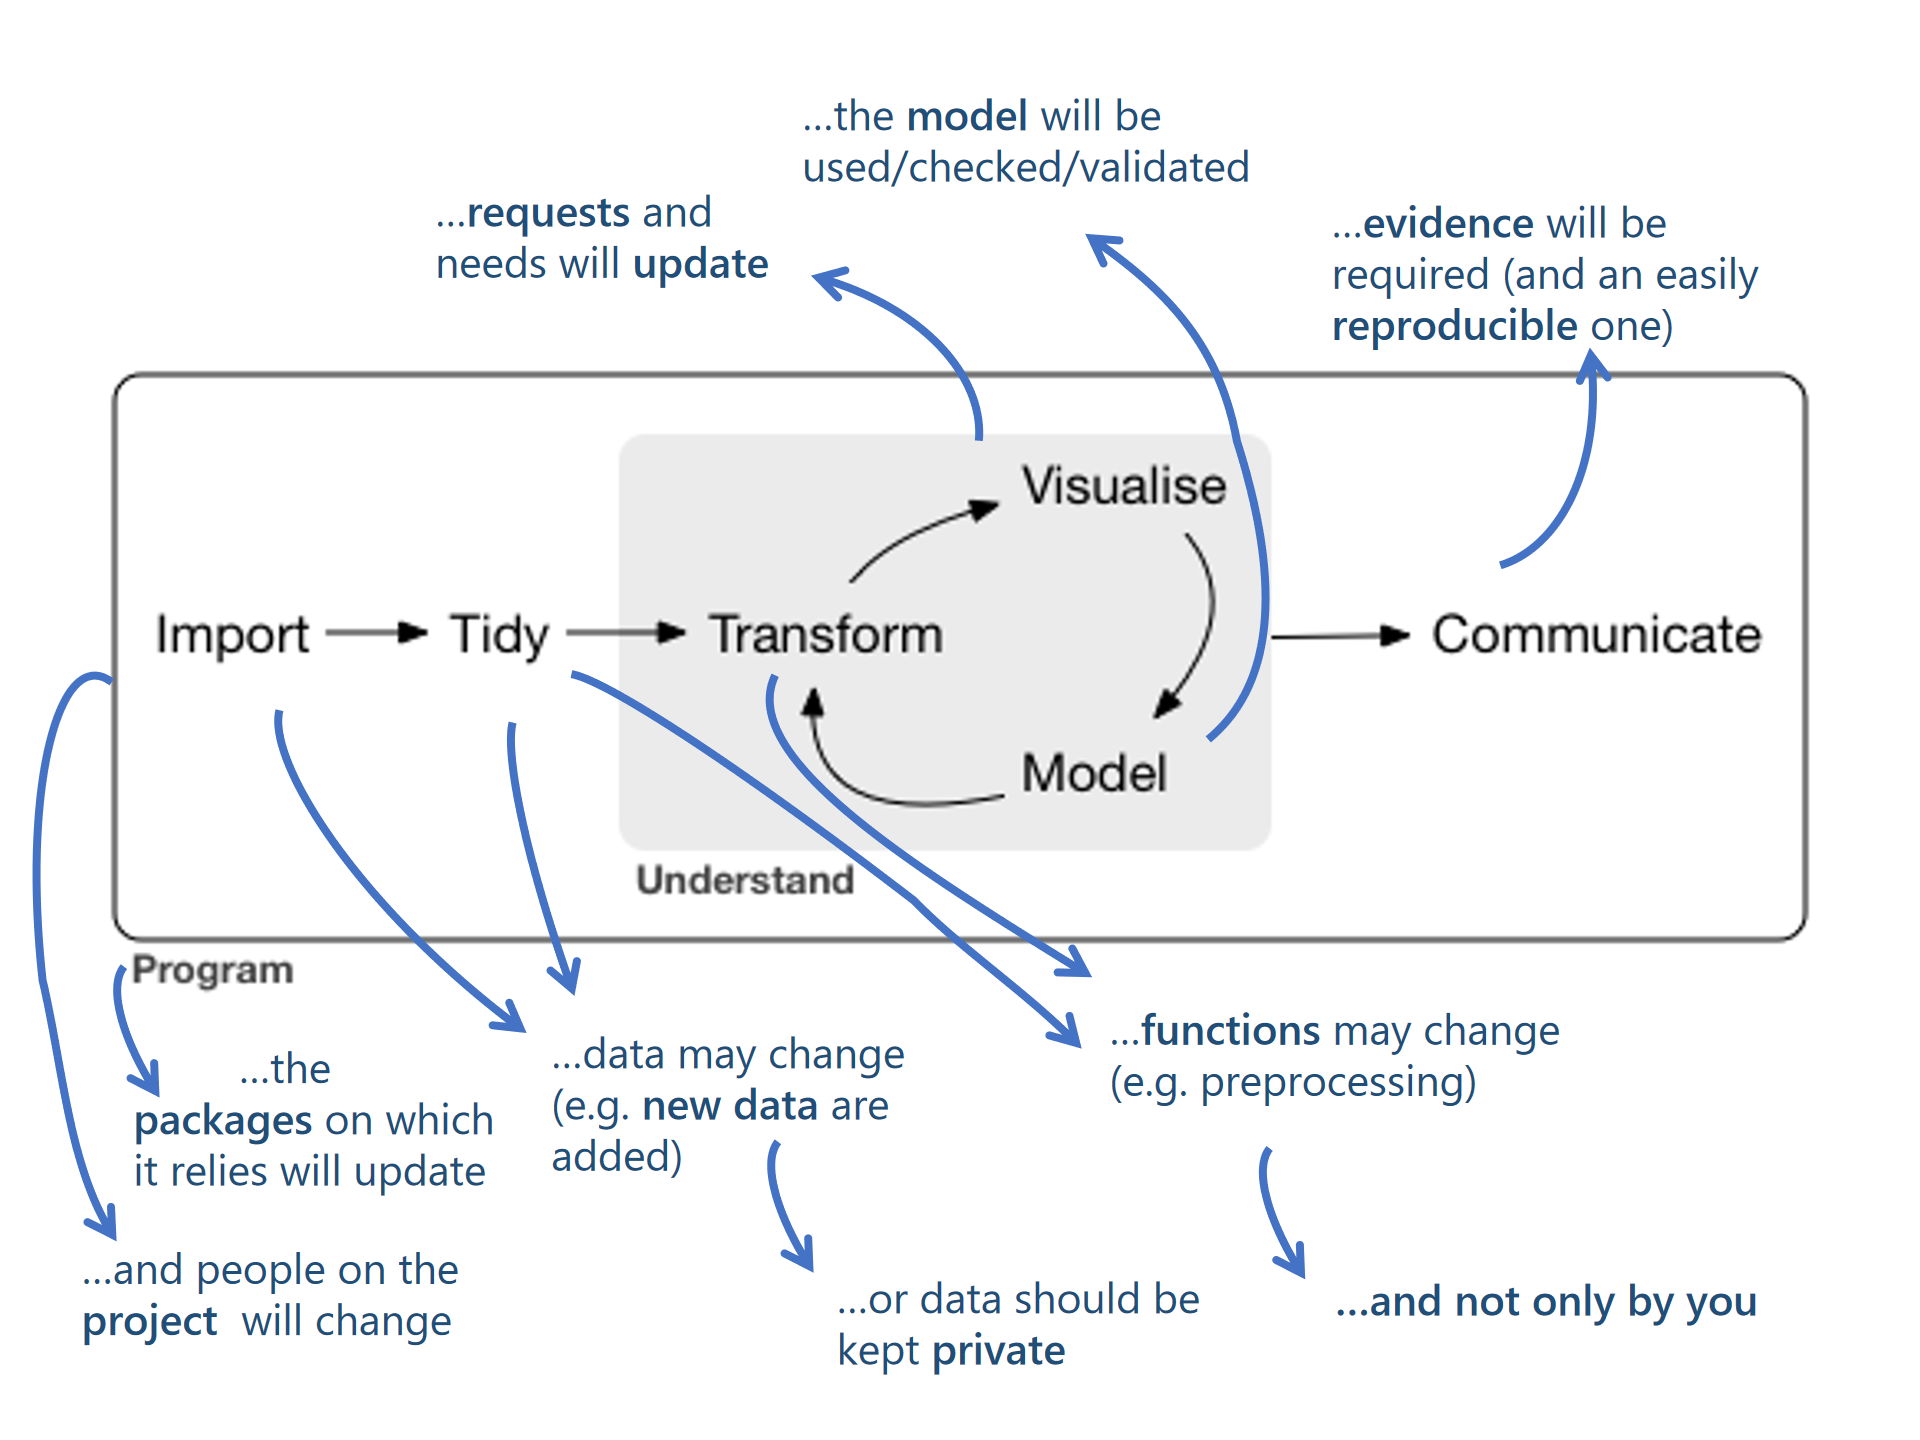 ...the model will be
used/checked/validated
...requests and
needs will update
...evidence will be
required (and an easily
reproducible one)
Visualise
Import
Tidy
Transform
Communicate
Model
Understand
Program
...the
packages on which
it relies will update
...data may change
(e.g. new data are
added)
...functions may change
(e.g. preprocessing)
...and people on the
project will change
...or data should be
kept private
...and not only by you